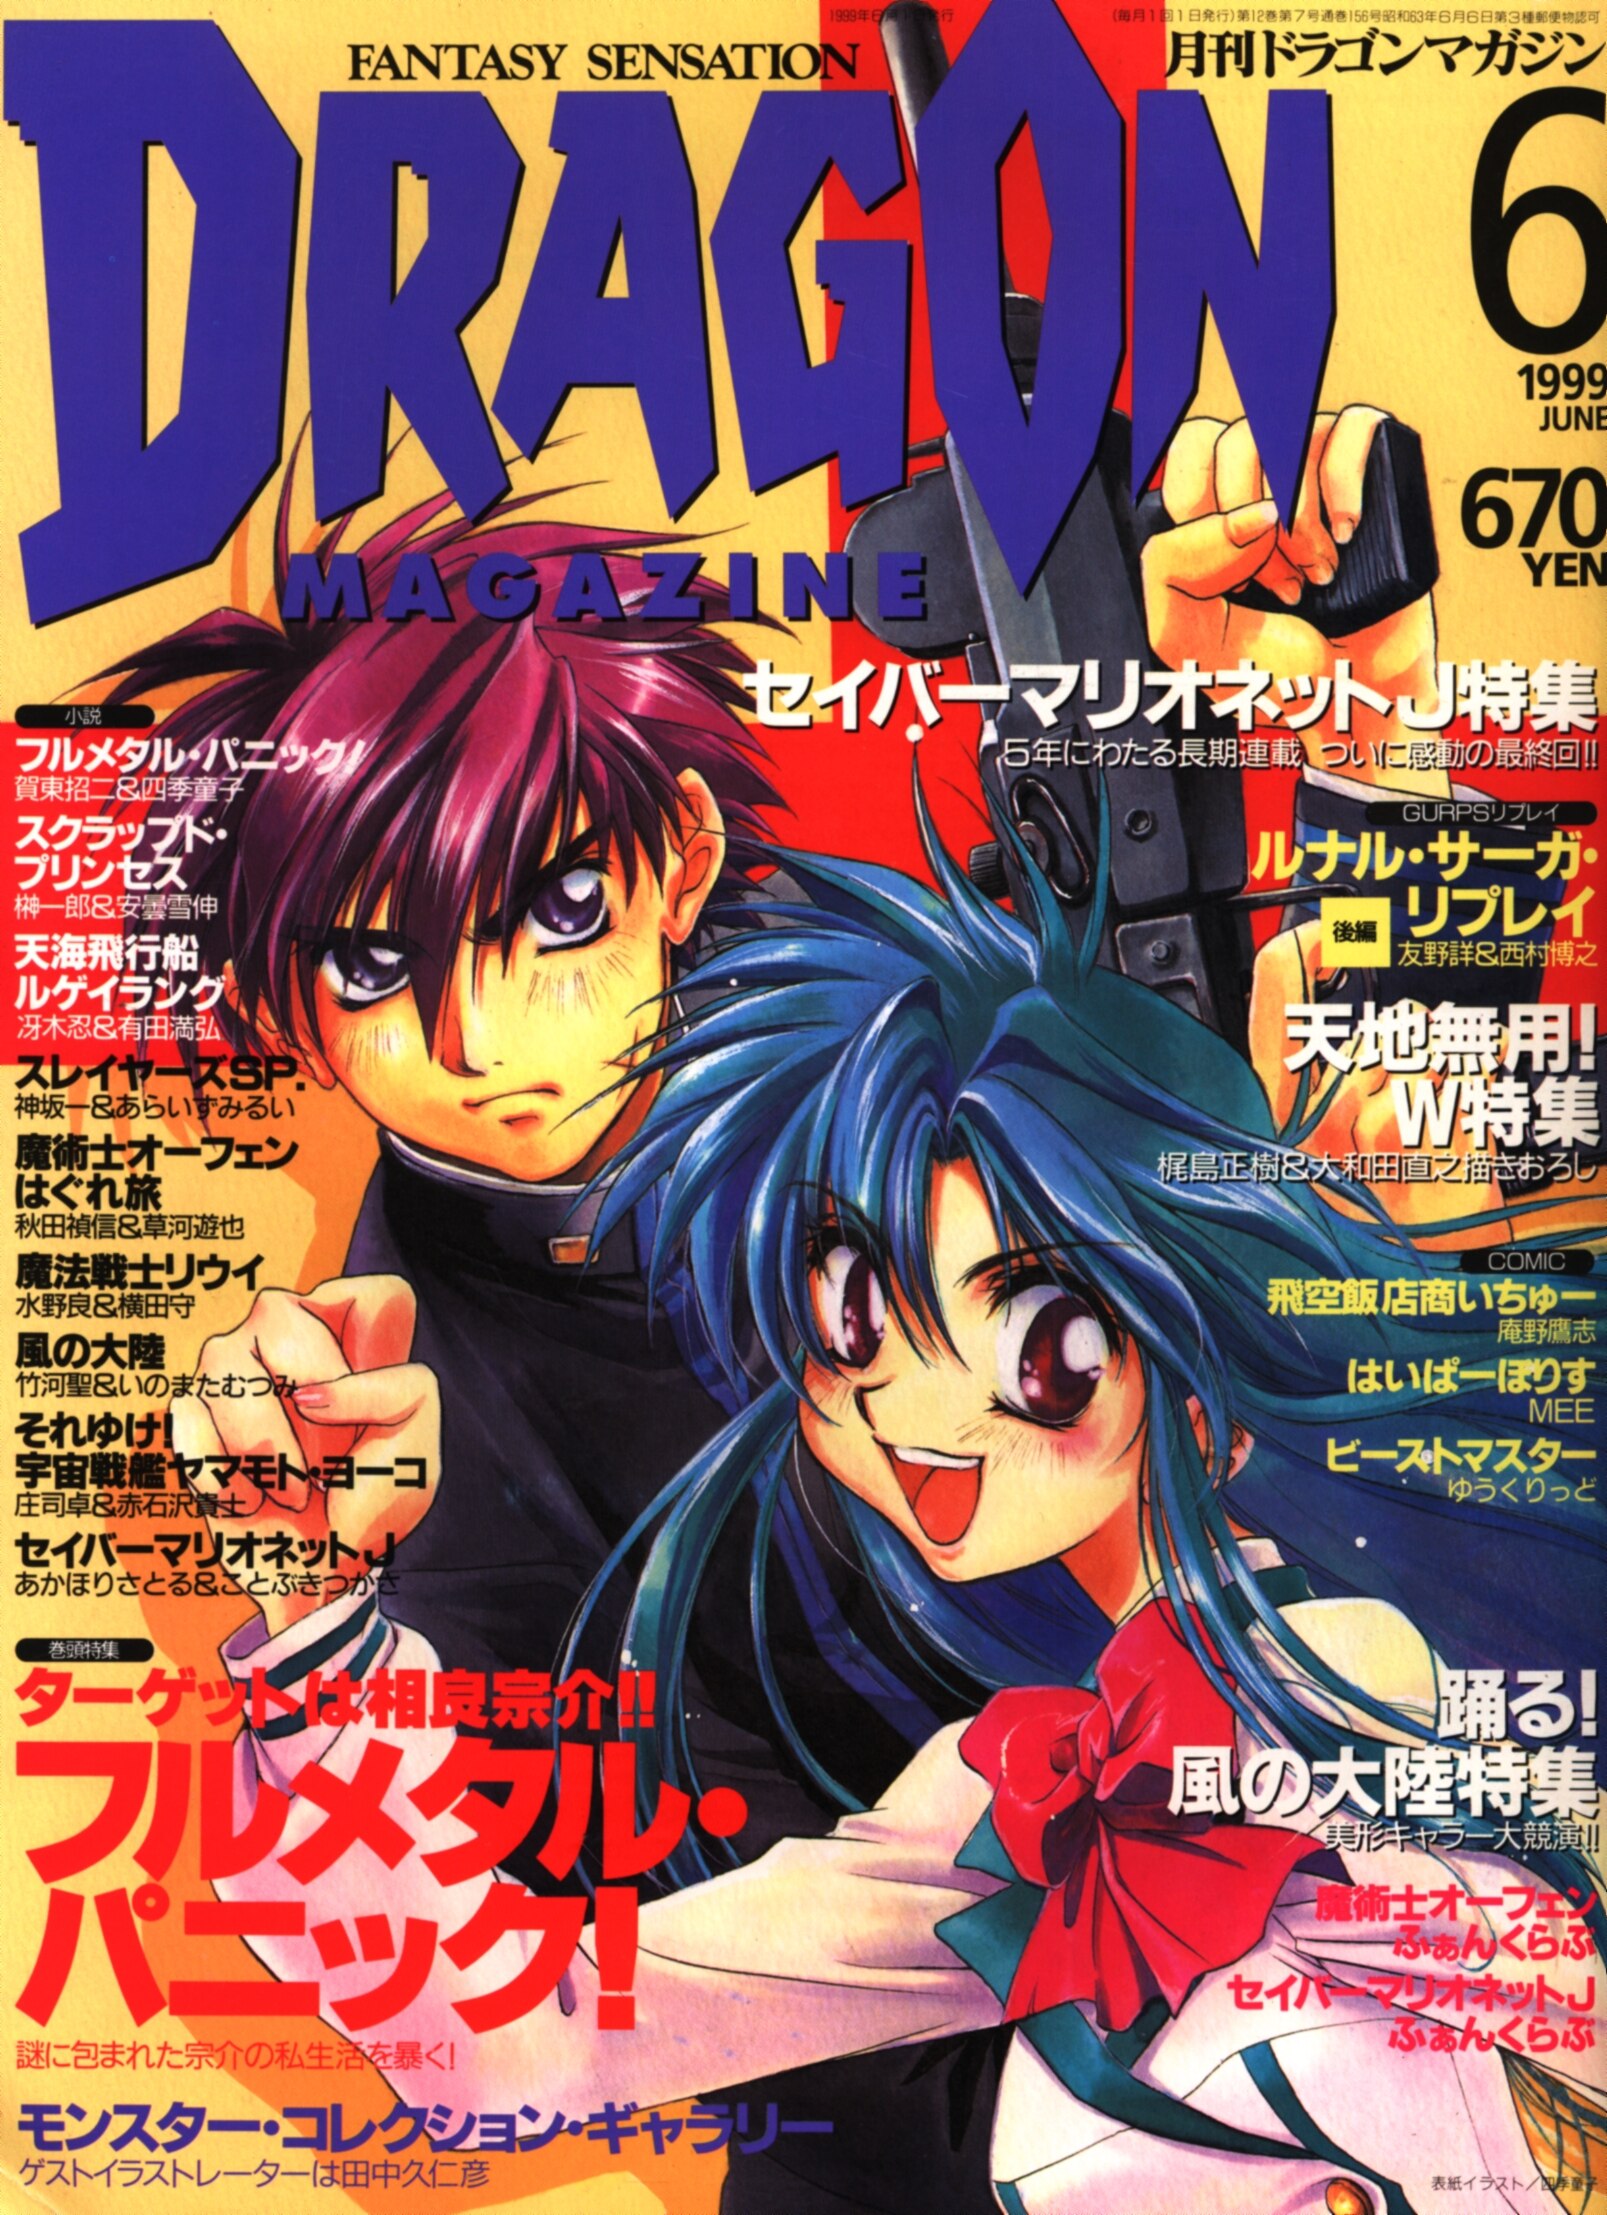 1999年6月1日発行
(毎月1回1日発行)第12巻第7号通巻156号昭和63年6月6日第3種郵便物認可
FANTASY SENSATION
月刊ドラゴンマガジン
DRAGON
MAGAZINE
6
1999
JUNE
670
YEN
セイバーマリオネットJ特集
5年にわたる長期連載、ついに感動の最終回!!
小説
フルメタル・パニック!
賀東招二&四季童子
スクラップド・
プリンセス
榊一郎&安曇雪伸
天海飛行船
ルゲイラング
冴木忍&有田満弘
スレイヤーズSP.
神坂一&あらいずみるい
魔術士オーフェン
はぐれ旅
秋田禎信&草河遊也
魔法戦士リウイ
水野良&横田守
風の大陸
竹河聖&いのまたむつみ
それゆけ!
宇宙戦艦ヤマモト・ヨーコ
庄司卓&赤石沢貴士
セイバーマリオネットJ
あかほりさとる&ことぶきつかさ
巻頭特集
ターゲットは相良宗介!!
フルメタル・
パニック!
謎に包まれた宗介の私生活を暴く!
モンスター・コレクション・ギャラリー
ゲストイラストレーターは田中久仁彦
GURPSリプレイ
ルナル・サーガ・
リプレイ
後編
友野詳&西村博之
天地無用!
W特集
梶島正樹&大和田直之描きおろし
COMIC
飛空飯店商いちゅー
庵野鷹志
はいぱーぽりす
MEE
ビーストマスター
ゆうくりっど
踊る!
風の大陸特集
美形キャラ一大競演!!
魔術士オーフェン
ふぁんくらぶ
セイバーマリオネットJ
ふぁんくらぶ
表紙イラスト/四季童子